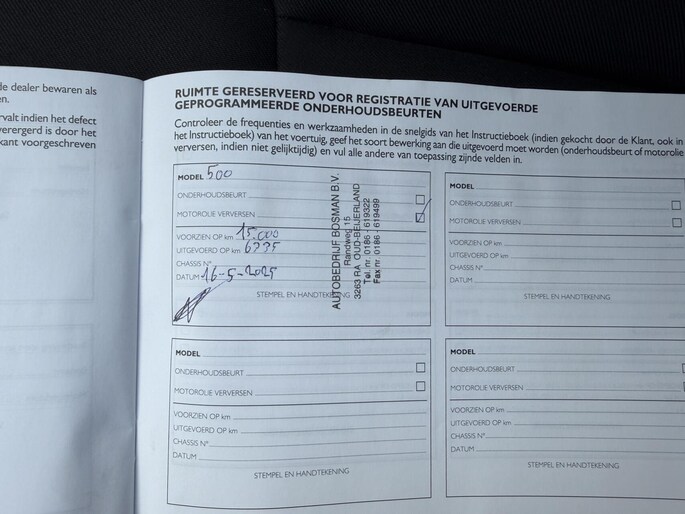 de dealer bewaren als
en.
rvalt indien het defect
verergerd is door het
kant voorgeschreven
RUIMTE GERESERVEERD VOOR REGISTRATIE VAN UITGEVOERDE
GEPROGRAMMEERDE ONDERHOUDSBEURTEN
Controleer de frequenties en werkzaamheden in de snelgids van het Instructieboek (indien gekocht door de Klant, ook in
het Instructieboek) van het voertuig, geef het soort bewerking aan die uitgevoerd moet worden (onderhoudsbeurt of motorolie
verversen, indien niet gelijktijdig) en vul alle andere van toepassing zijnde velden in.
MODEL 500
ONDERHOUDSBEURT
MOTOROLIE VERVERSEN
VOORZIEN OP km 15.000
UITGEVOERD OP km
CHASSIS N°
DATUM 16-5-2025
STEMPEL EN HANDTEKENING
AUTOBEDRIJF BOSMAN B.V.
Randweg 15
3263 RA OUD-BEIJERLAND
Tel. nr. 0186 - 619322
Fax nr. 0186 - 619499
MODEL
ONDERHOUDSBEURT
MOTOROLIE VERVERSEN
VOORZIEN OP km
UITGEVOERD OP km
CHASSIS N°
DATUM
STEMPEL EN HANDTEKENING
MODEL
ONDERHOUDSBEURT
MOTOROLIE VERVERSEN
VOORZIEN OP km
UITGEVOERD OP km
CHASSIS N°
DATUM
STEMPEL EN HANDTEKENING
MODEL
ONDERHOUDSBEURT
MOTOROLIE VERVERSEN
VOORZIEN OP km
UITGEVOERD OP km
CHASSIS N°
DATUM
STEMPEL EN HANDTEKENING